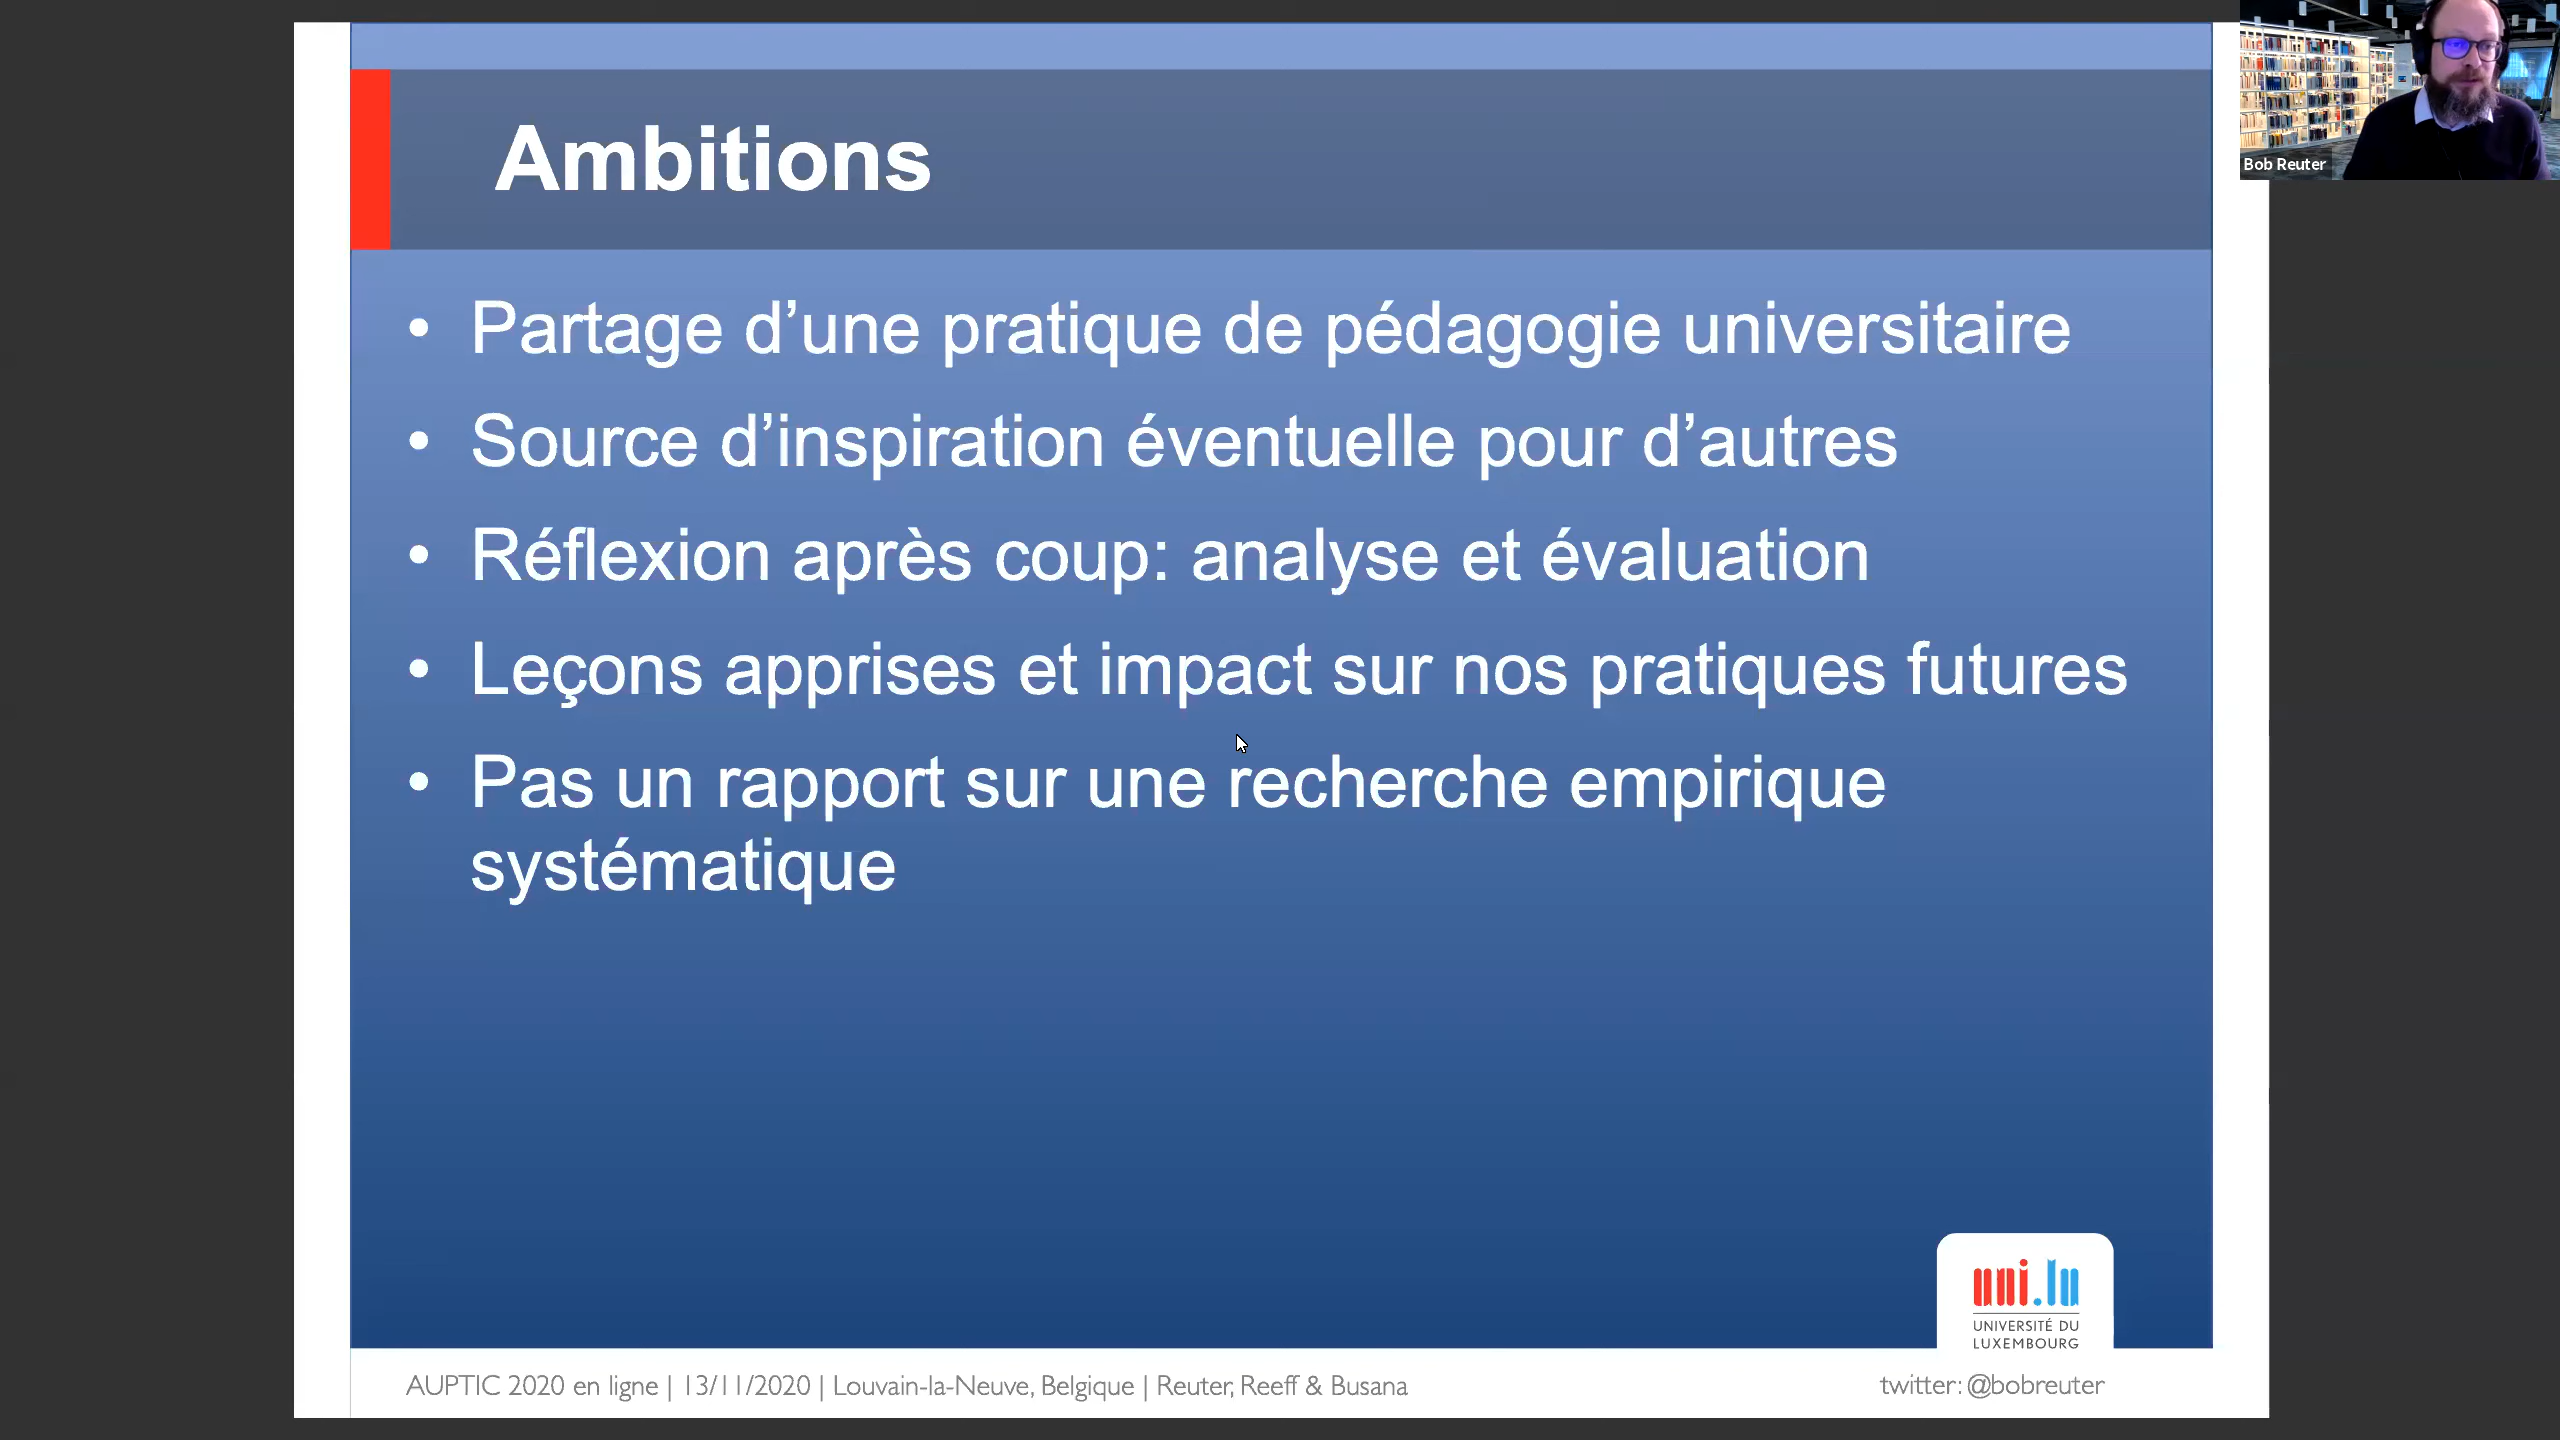 Bob Reuter
Ambitions
• Partage d’une pratique de pédagogie universitaire
• Source d’inspiration éventuelle pour d’autres
• Réflexion après coup: analyse et évaluation
• Leçons apprises et impact sur nos pratiques futures
• Pas un rapport sur une recherche empirique
systématique
uni.lu
UNIVERSITÉ DU
LUXEMBOURG
AUPTIC 2020 en ligne | 13/11/2020 | Louvain-la-Neuve, Belgique | Reuter, Reeff & Busana
twitter: @bobreuter